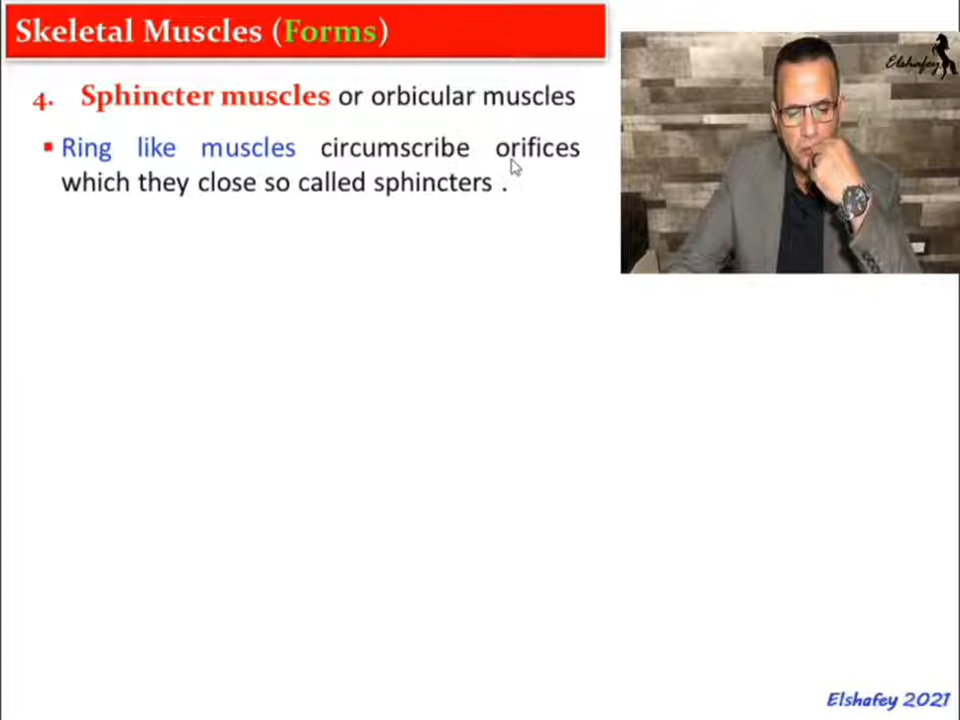 Skeletal Muscles (Forms)
Elshafey
4. Sphincter muscles or orbicular muscles
Ring like muscles circumscribe orifices
which they close so called sphincters .
Elshafey 2021